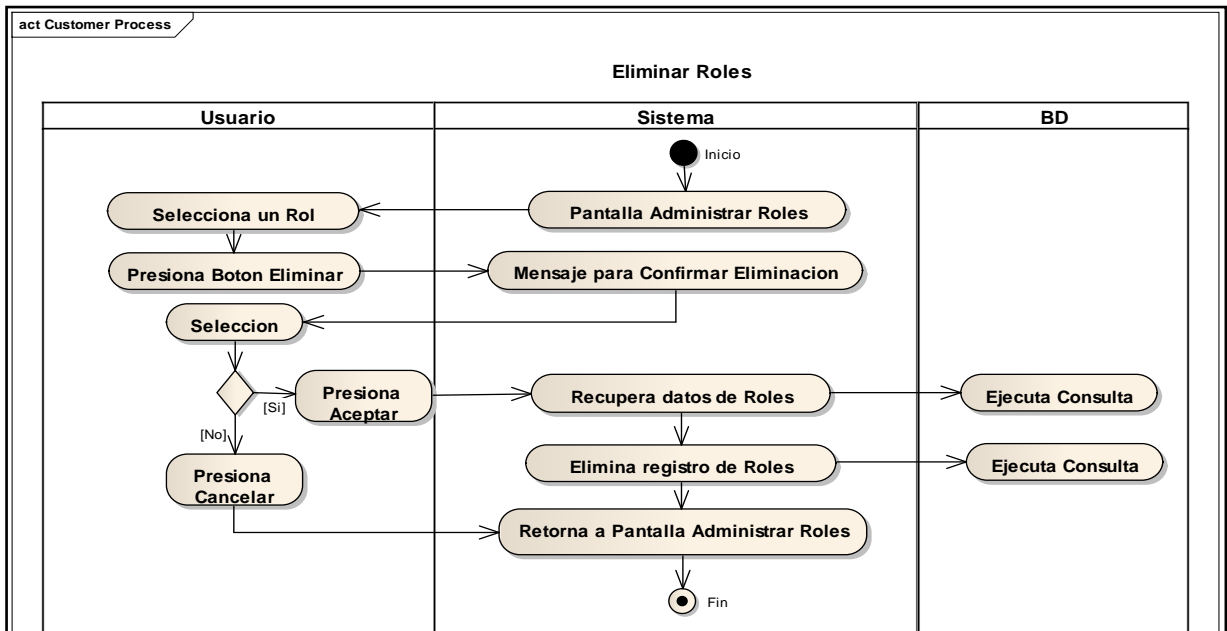 act Customer Process
Eliminar Roles
Usuario
Sistema
BD
Inicio
Selecciona un Rol
Pantalla Administrar Roles
Presiona Boton Eliminar
Mensaje para Confirmar Eliminacion
Seleccion
[Si]
Presiona
Aceptar
Recupera datos de Roles
Ejecuta Consulta
[No]
Presiona
Cancelar
Elimina registro de Roles
Ejecuta Consulta
Retorna a Pantalla Administrar Roles
Fin